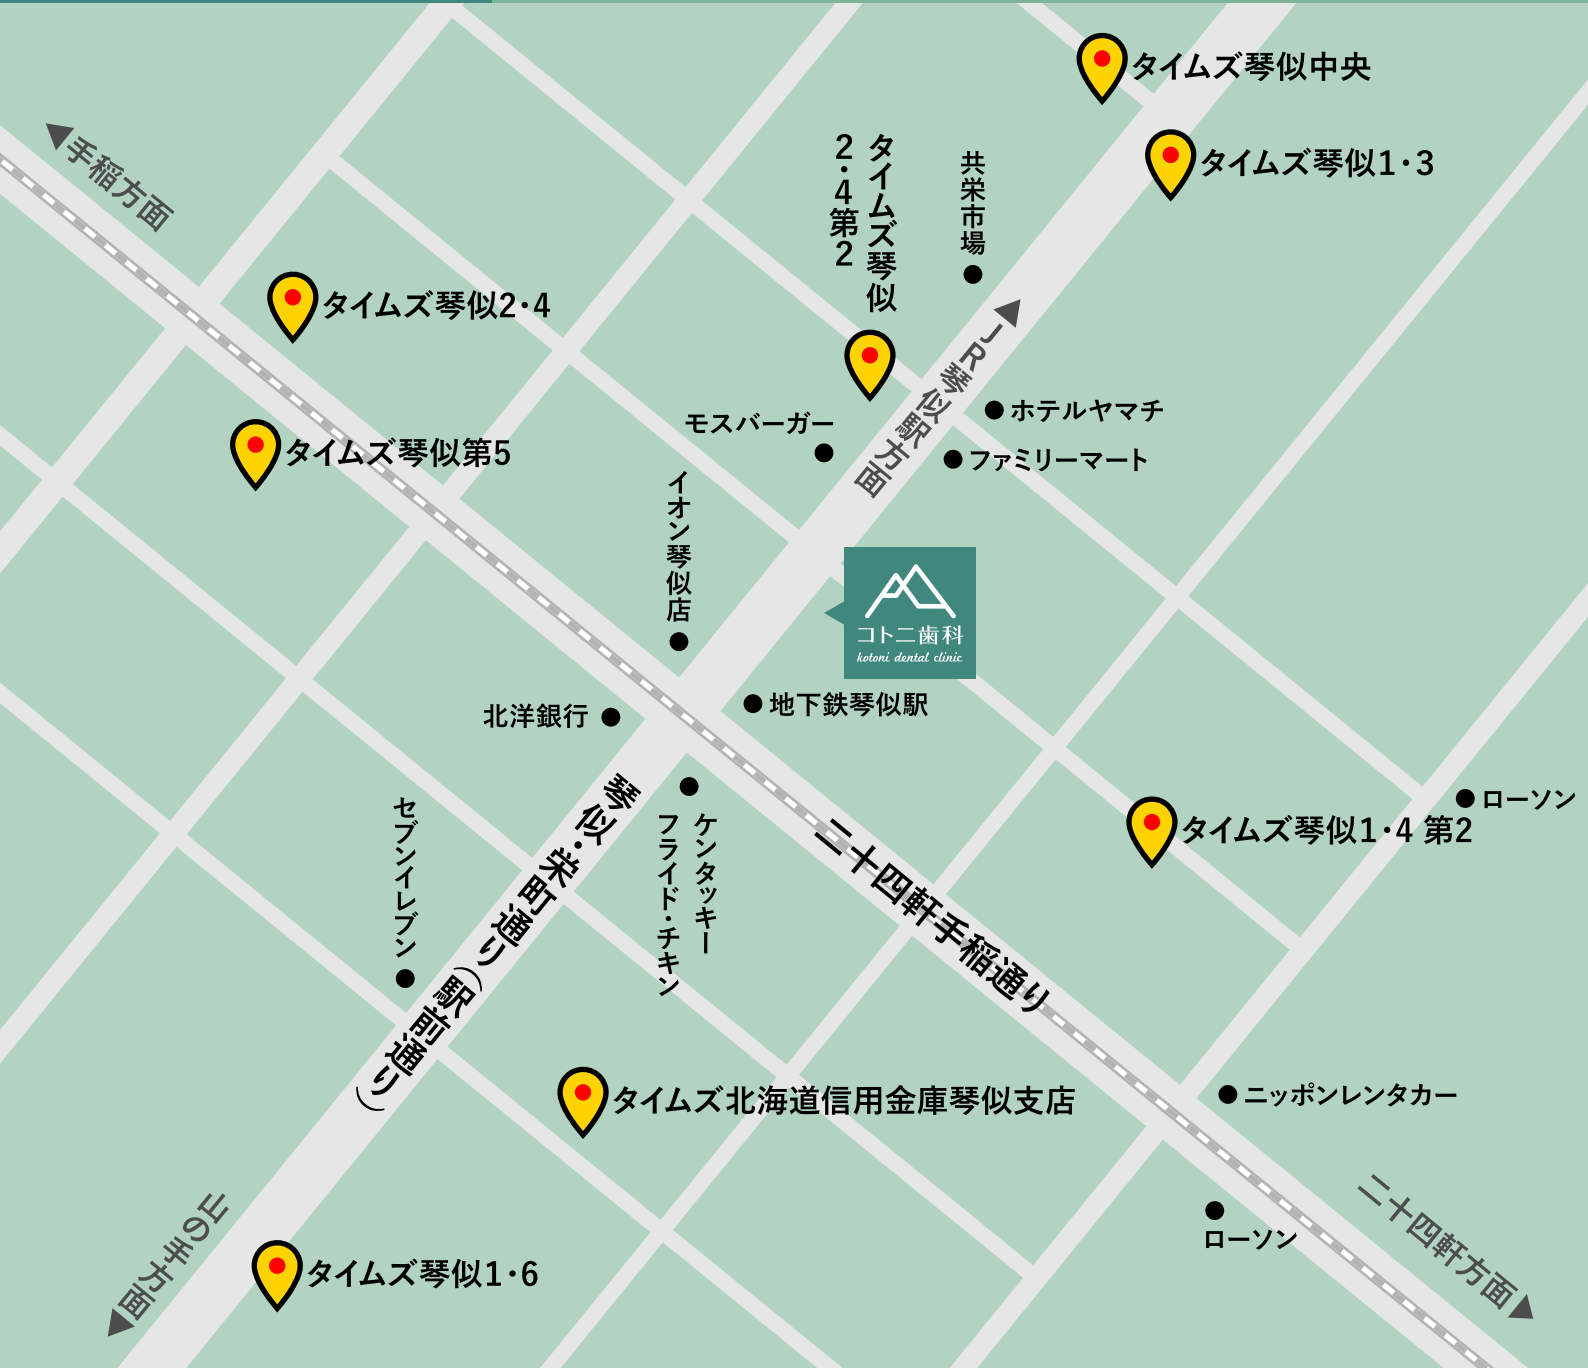 タイムズ琴似中央
手稲方面
タイムズ琴似
2・4第2
共栄市場
タイムズ琴似1・3
タイムズ琴似2・4
JR琴似駅方面
ホテルヤマチ
モスバーガー
ファミリーマート
タイムズ琴似第5
イオン琴似店
コトニ歯科
kotoni dental clinic
北洋銀行
地下鉄琴似駅
琴似・栄町通り(駅前通り)
セブンイレブン
ケンタッキー
フライド・チキン
二十四軒手稲通り
ローソン
タイムズ琴似1・4 第2
タイムズ北海道信用金庫琴似支店
ニッポンレンタカー
山の手方面
二十四軒方面
ローソン
タイムズ琴似1・6